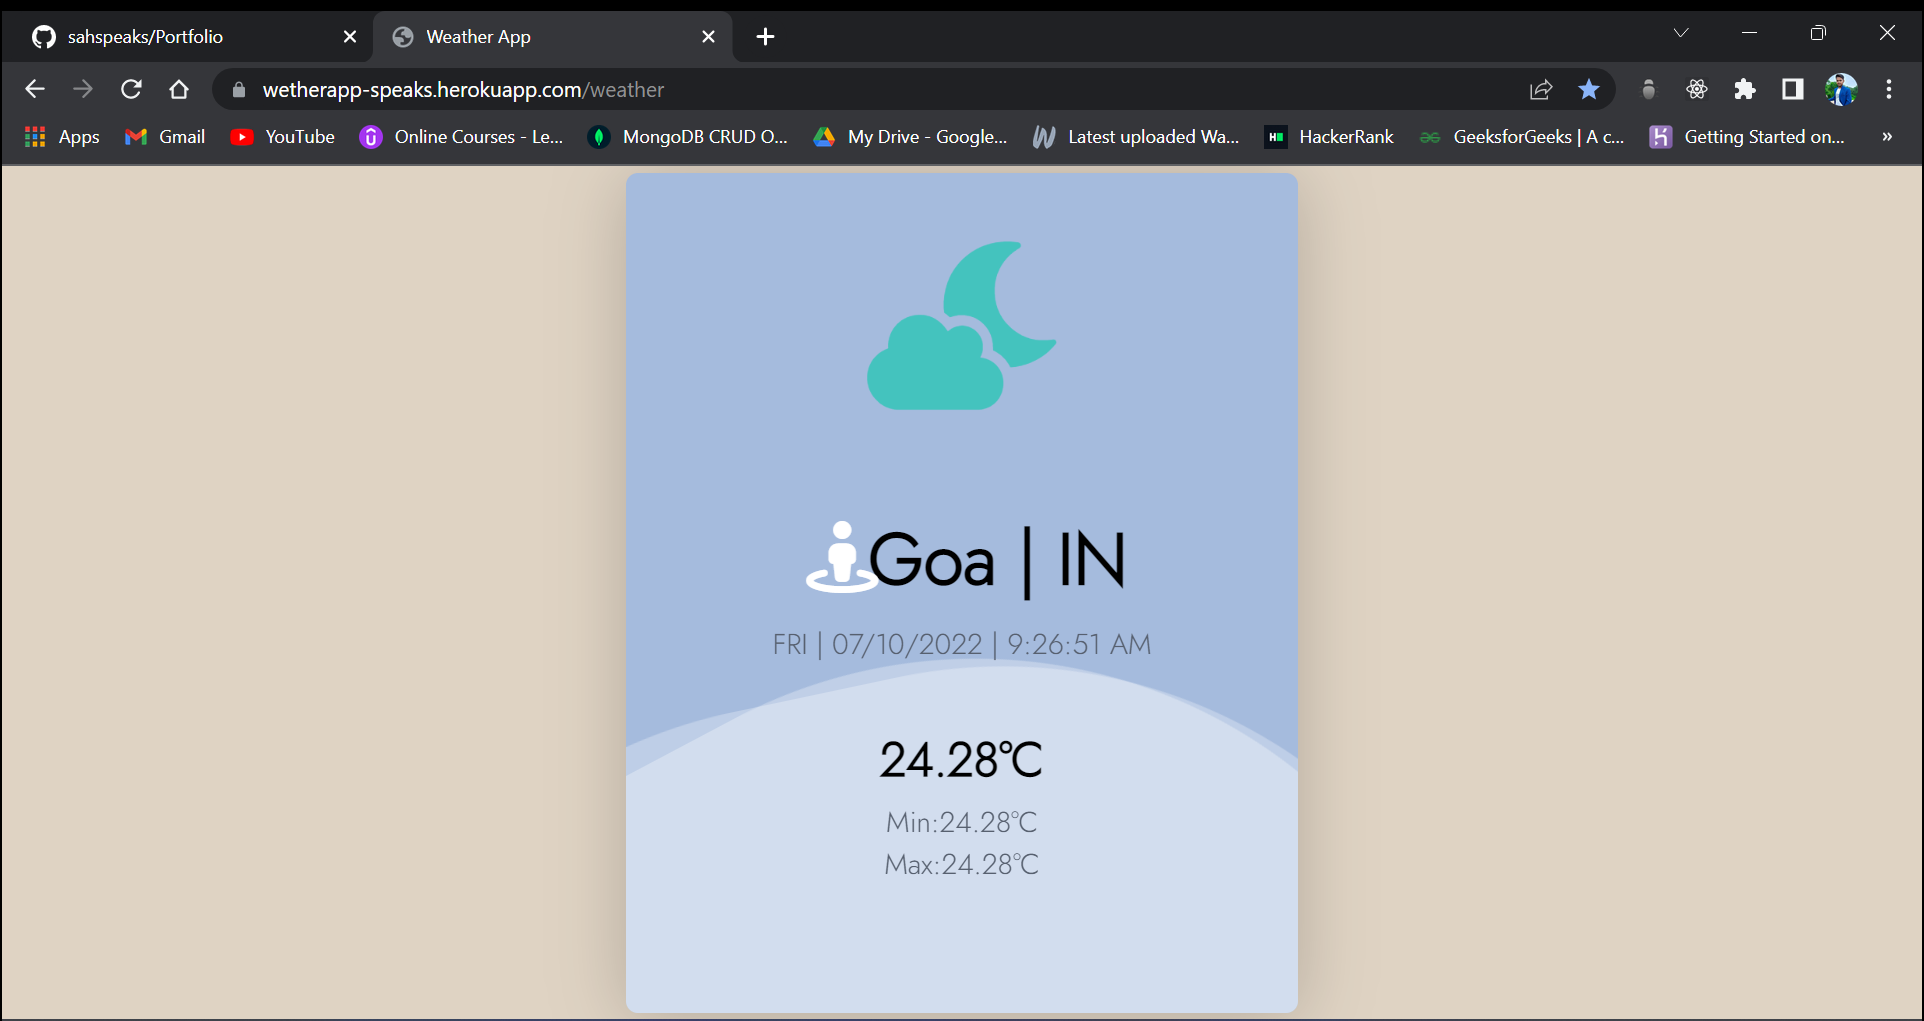 sahspeaks/Portfolio
Weather App
wetherapp-speaks.herokuapp.com/weather
Apps Gmail YouTube Online Courses - Le... MongoDB CRUD O... My Drive - Google... Latest uploaded Wa... HackerRank GeeksforGeeks | A c... Getting Started on... »
Goa | IN
FRI | 07/10/2022 | 9:26:51 AM
24.28°C
Min:24.28°C
Max:24.28°C